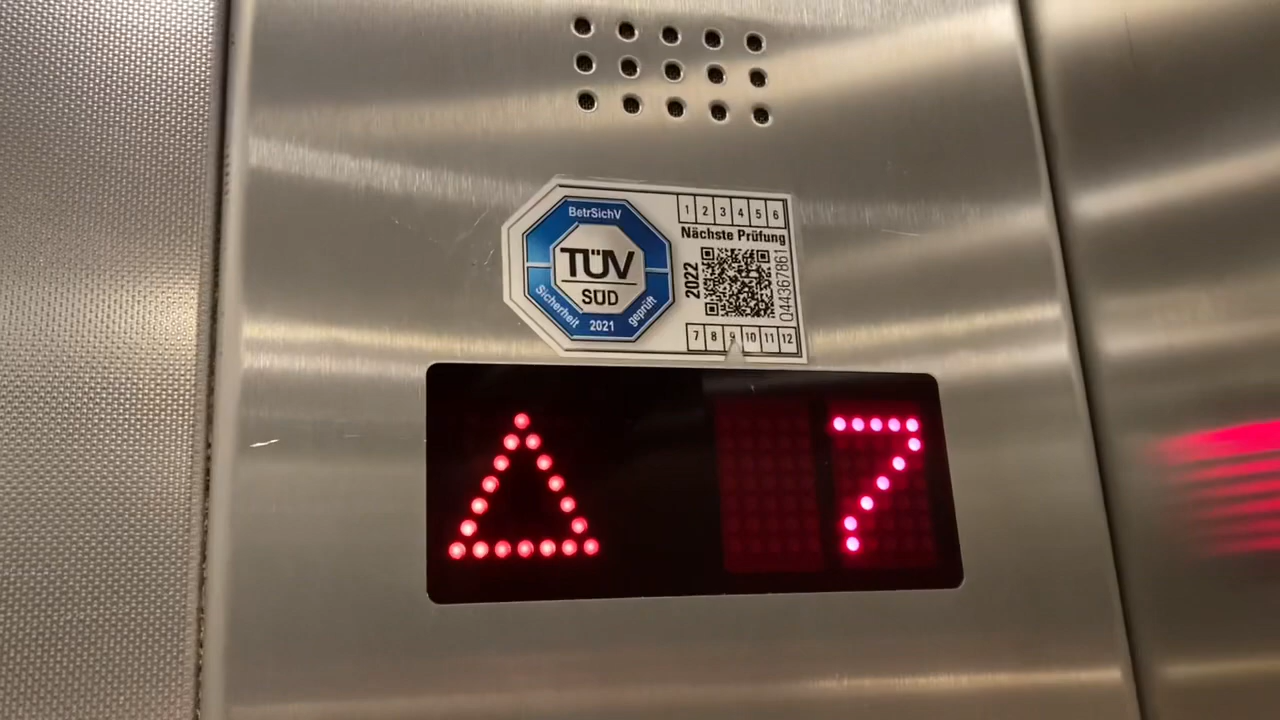 BetrSichV
TÜV
SÜD
Sicherheit 2021 geprüft
1 2 3 4 5 6
Nächste Prüfung
2022
Q44367861
7 8 9 10 11 12
7